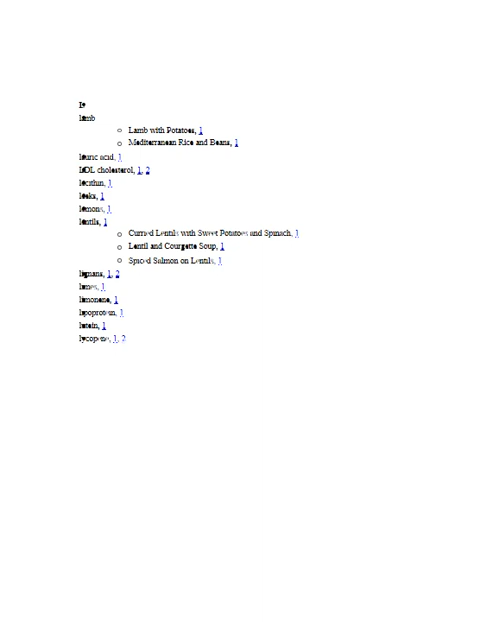 L
lamb
○ Lamb with Potatoes, 1
○ Mediterranean Rice and Beans, 1
lauric acid, 1
LDL cholesterol, 1, 2
lecithin, 1
leeks, 1
lemons, 1
lentils, 1
○ Curried Lentils with Sweet Potatoes and Spinach, 1
○ Lentil and Courgette Soup, 1
○ Spiced Salmon on Lentils, 1
lignans, 1, 2
limes, 1
limonene, 1
lipoprotein, 1
lutein, 1
lycopene, 1, 2